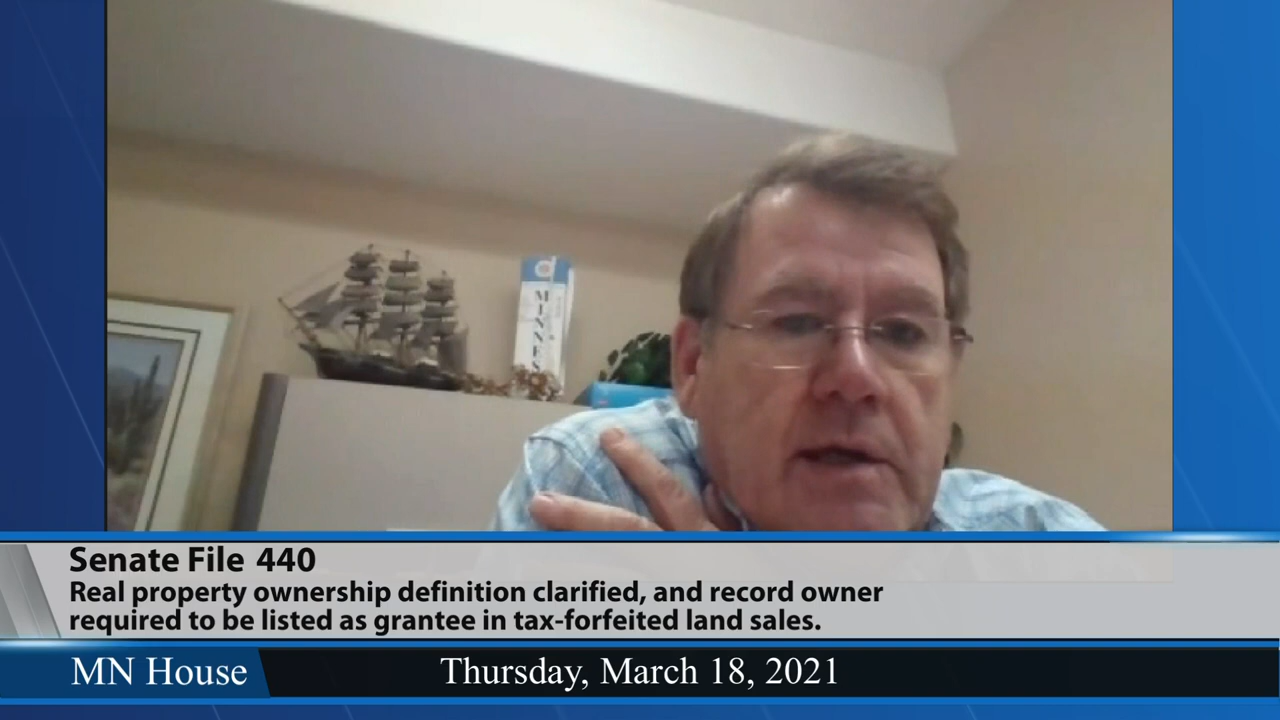 MINNES
Senate File 440
Real property ownership definition clarified, and record owner
required to be listed as grantee in tax-forfeited land sales.
MN House
Thursday, March 18, 2021